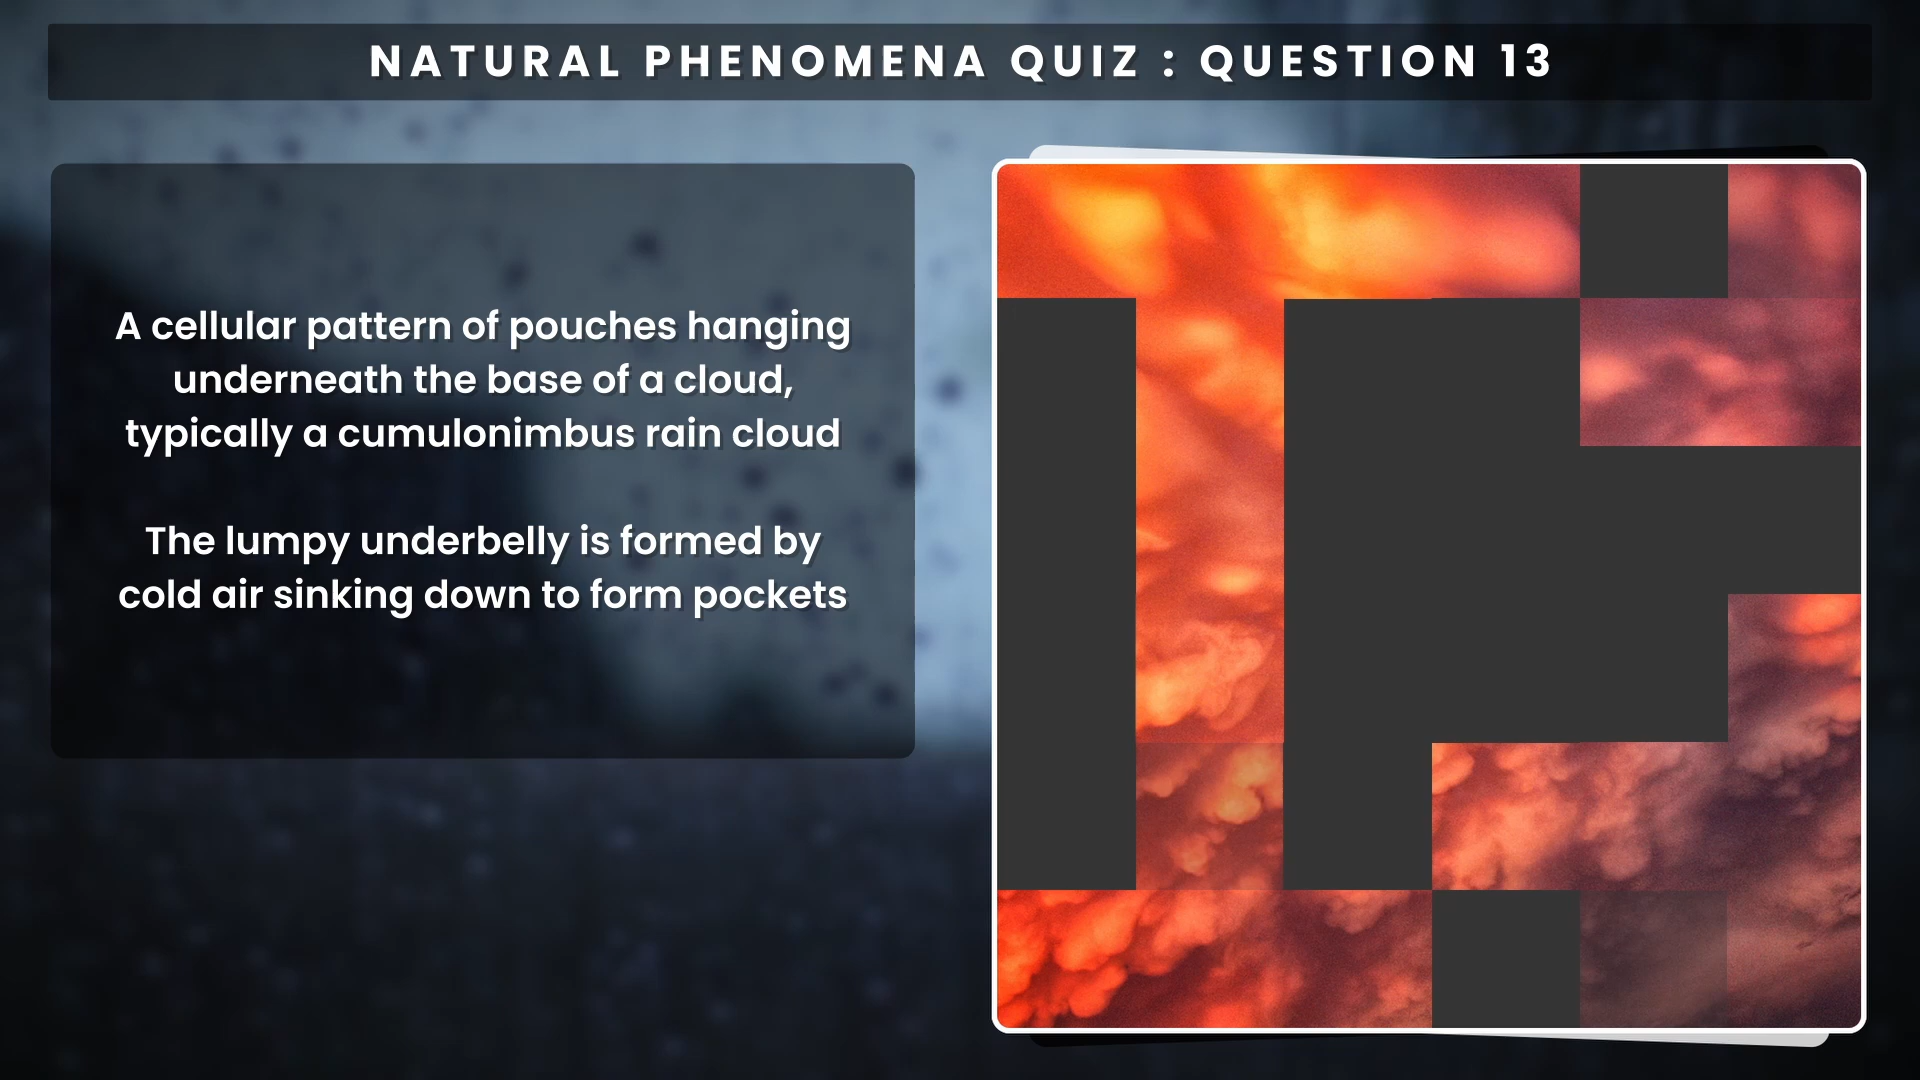 NATURAL PHENOMENA QUIZ : QUESTION 13
A cellular pattern of pouches hanging
underneath the base of a cloud,
typically a cumulonimbus rain cloud
The lumpy underbelly is formed by
cold air sinking down to form pockets